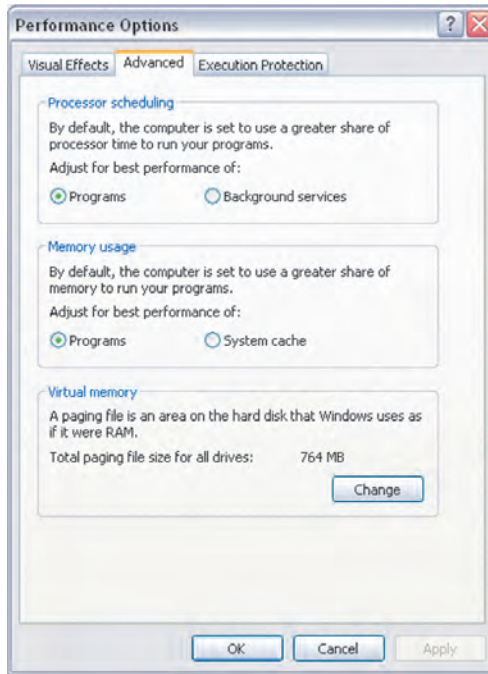 Performance Options
Visual Effects Advanced Execution Protection
Processor scheduling
By default, the computer is set to use a greater share of
processor time to run your programs.
Adjust for best performance of:
Programs Background services
Memory usage
By default, the computer is set to use a greater share of
memory to run your programs.
Adjust for best performance of:
Programs System cache
Virtual memory
A paging file is an area on the hard disk that Windows uses as
if it were RAM.
Total paging file size for all drives: 764 MB
Change
OK Cancel Apply